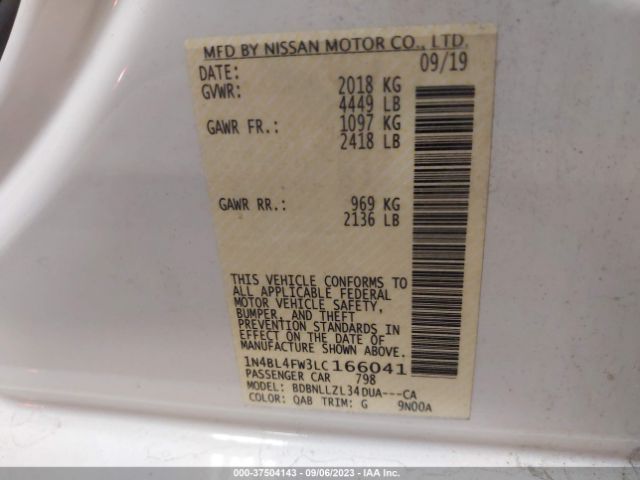 MFD BY NISSAN MOTOR CO., LTD.
DATE: 09/19
GVWR: 2018 KG
4449 LB
GAWR FR.: 1097 KG
2418 LB
GAWR RR.: 969 KG
2136 LB
THIS VEHICLE CONFORMS TO
ALL APPLICABLE FEDERAL
MOTOR VEHICLE SAFETY,
BUMPER, AND THEFT
PREVENTION STANDARDS IN
EFFECT ON THE DATE OF
MANUFACTURE SHOWN ABOVE.
1N4BL4FW3LC166041
PASSENGER CAR 798
MODEL: BDBNLLZL34DUA---CA
COLOR: QAB TRIM: G 9N00A
000-37504143 - 09/06/2023 - IAA Inc.